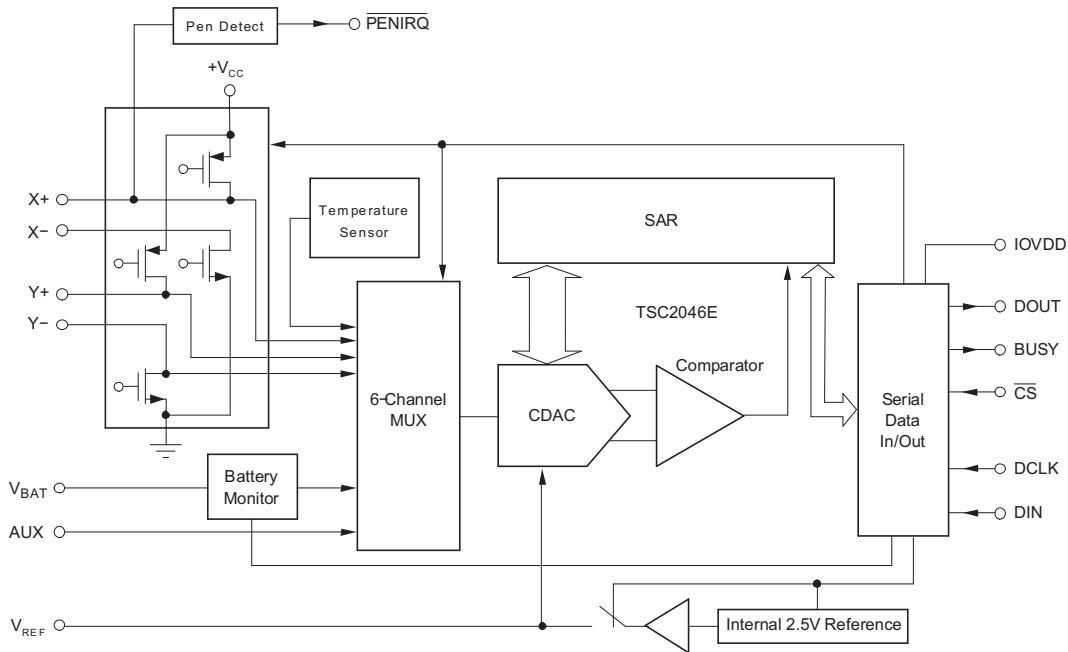 Pen Detect
PENIRQ
+VCC
X+
X−
Y+
Y−
Temperature
Sensor
SAR
IOVDD
TSC2046E
DOUT
BUSY
CS
DCLK
DIN
Comparator
6−Channel
MUX
CDAC
Serial
Data
In/Out
VBAT
Battery
Monitor
AUX
VREF
Internal 2.5V Reference